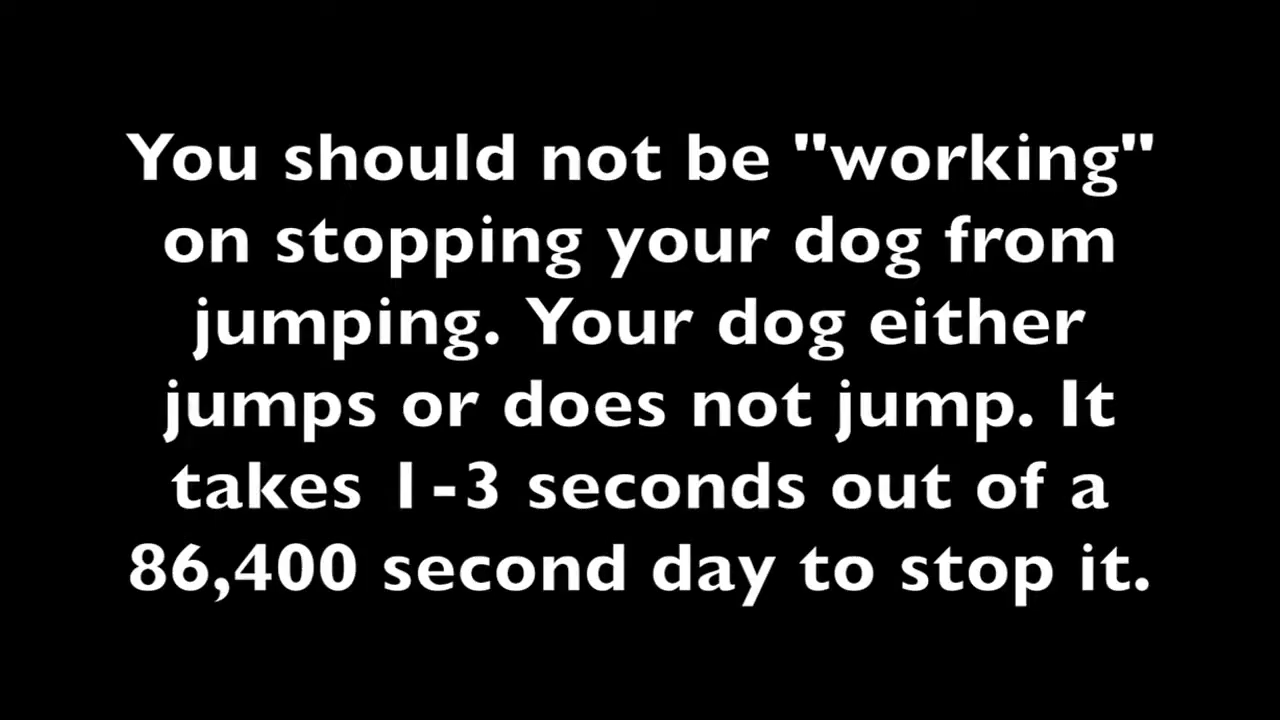 You should not be "working"
on stopping your dog from
jumping. Your dog either
jumps or does not jump. It
takes 1-3 seconds out of a
86,400 second day to stop it.